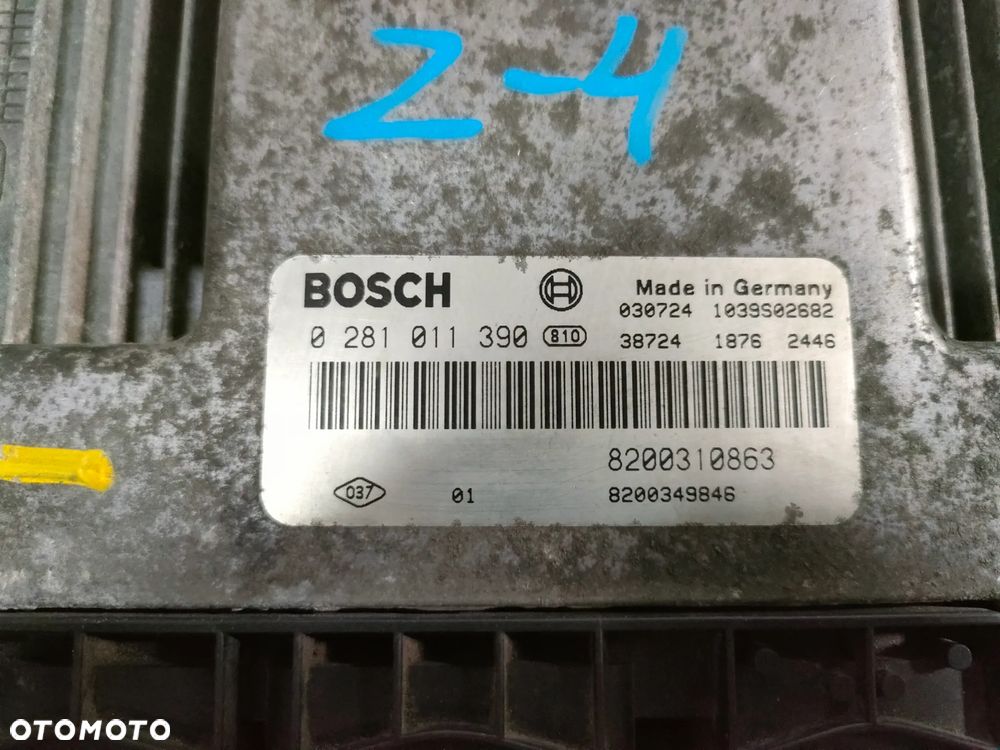 Z-4
BOSCH
Made in Germany
030724 1039S02682
0 281 011 390 810
38724 1876 2446
8200310863
037 01 8200349846
OTOMOTO